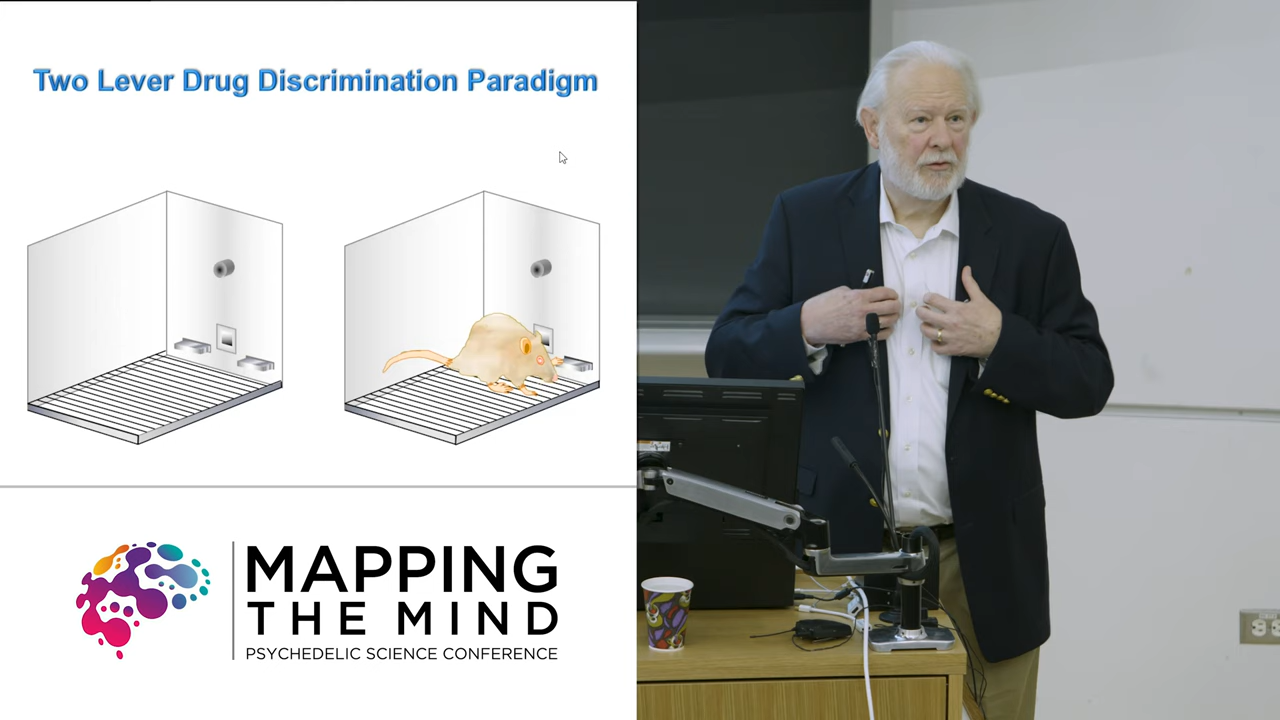 Two Lever Drug Discrimination Paradigm
MAPPING
THE MIND
PSYCHEDELIC SCIENCE CONFERENCE